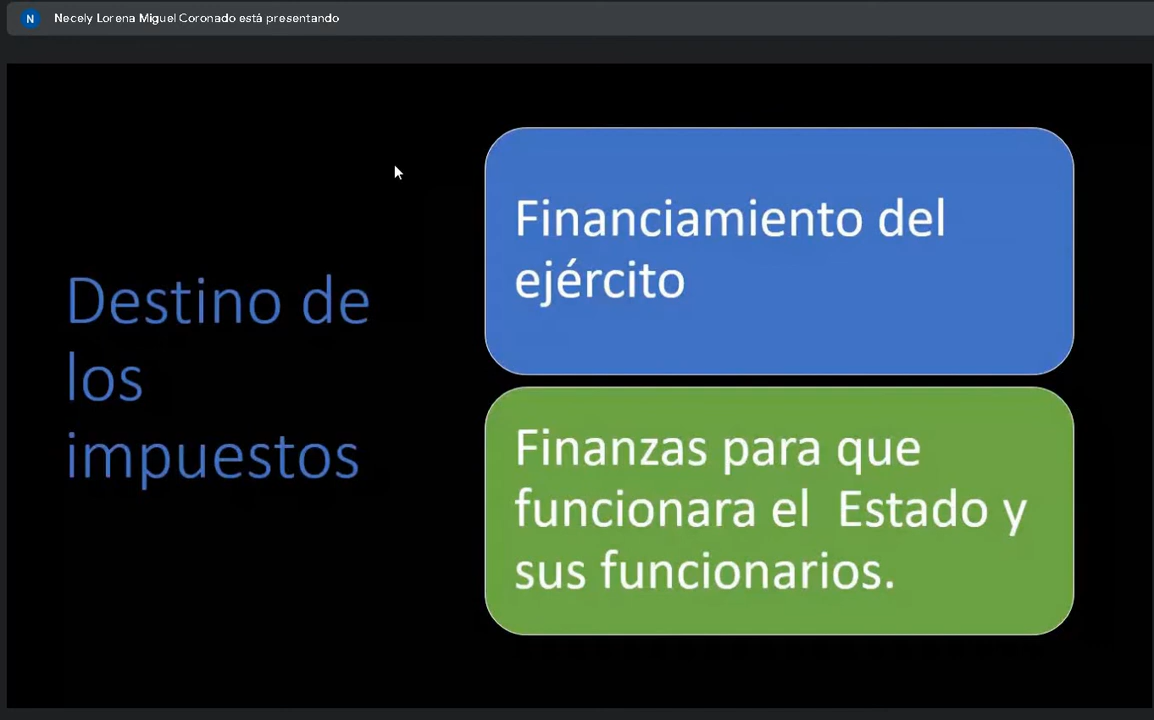 N
Necely Lorena Miguel Coronado está presentando
Destino de
los
impuestos
Financiamiento del
ejército
Finanzas para que
funcionara el  Estado y
sus funcionarios.